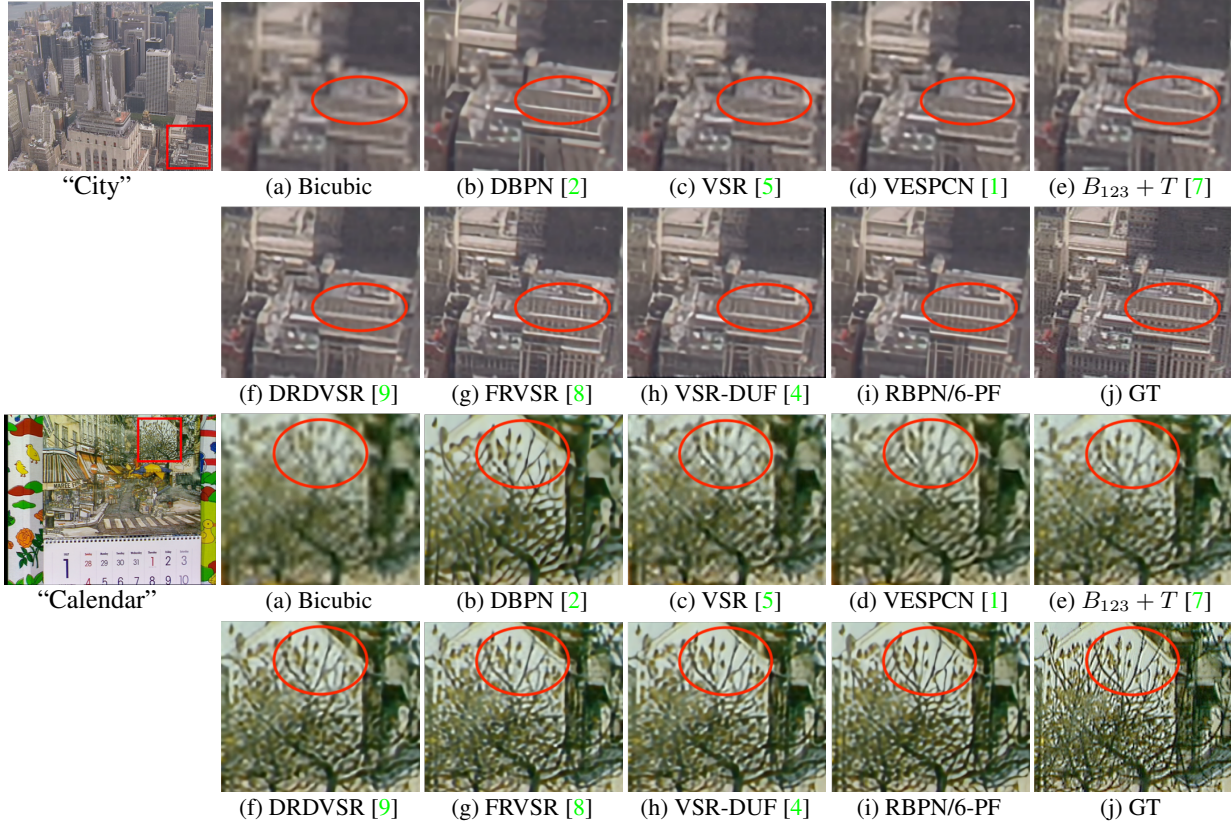 “City”
(a) Bicubic
(b) DBPN [2]
(c) VSR [5]
(d) VESPCN [1]
(e) B₁₂₃ + T [7]
(f) DRDVSR [9]
(g) FRVSR [8]
(h) VSR-DUF [4]
(i) RBPN/6-PF
(j) GT
1
28 29 30 31 1 2 3
4 5 6 7 8 9 10
“Calendar”
(a) Bicubic
(b) DBPN [2]
(c) VSR [5]
(d) VESPCN [1]
(e) B₁₂₃ + T [7]
(f) DRDVSR [9]
(g) FRVSR [8]
(h) VSR-DUF [4]
(i) RBPN/6-PF
(j) GT